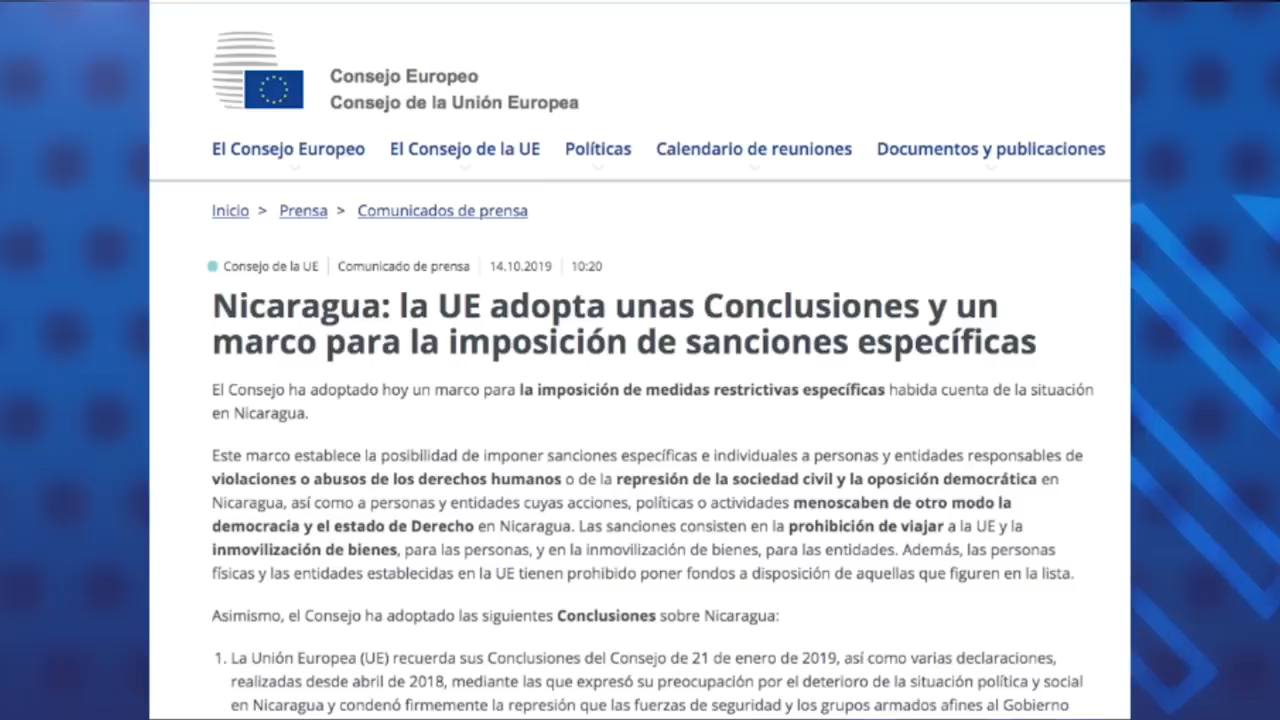 Consejo Europeo
Consejo de la Unión Europea
El Consejo Europeo El Consejo de la UE Políticas Calendario de reuniones Documentos y publicaciones
Inicio > Prensa > Comunicados de prensa
Consejo de la UE Comunicado de prensa 14.10.2019 10:20
Nicaragua: la UE adopta unas Conclusiones y un
marco para la imposición de sanciones específicas
El Consejo ha adoptado hoy un marco para la imposición de medidas restrictivas específicas habida cuenta de la situación
en Nicaragua.
Este marco establece la posibilidad de imponer sanciones específicas e individuales a personas y entidades responsables de
violaciones o abusos de los derechos humanos o de la represión de la sociedad civil y la oposición democrática en
Nicaragua, así como a personas y entidades cuyas acciones, políticas o actividades menoscaben de otro modo la
democracia y el estado de Derecho en Nicaragua. Las sanciones consisten en la prohibición de viajar a la UE y la
inmovilización de bienes, para las personas, y en la inmovilización de bienes, para las entidades. Además, las personas
físicas y las entidades establecidas en la UE tienen prohibido poner fondos a disposición de aquellas que figuren en la lista.
Asimismo, el Consejo ha adoptado las siguientes Conclusiones sobre Nicaragua:
1. La Unión Europea (UE) recuerda sus Conclusiones del Consejo de 21 de enero de 2019, así como varias declaraciones,
realizadas desde abril de 2018, mediante las que expresó su preocupación por el deterioro de la situación política y social
en Nicaragua y condenó firmemente la represión que las fuerzas de seguridad y los grupos armados afines al Gobierno